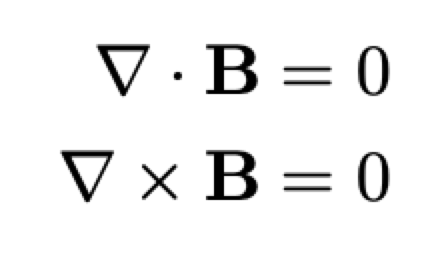 ∇ · 𝐁 = 0
∇ × 𝐁 = 0